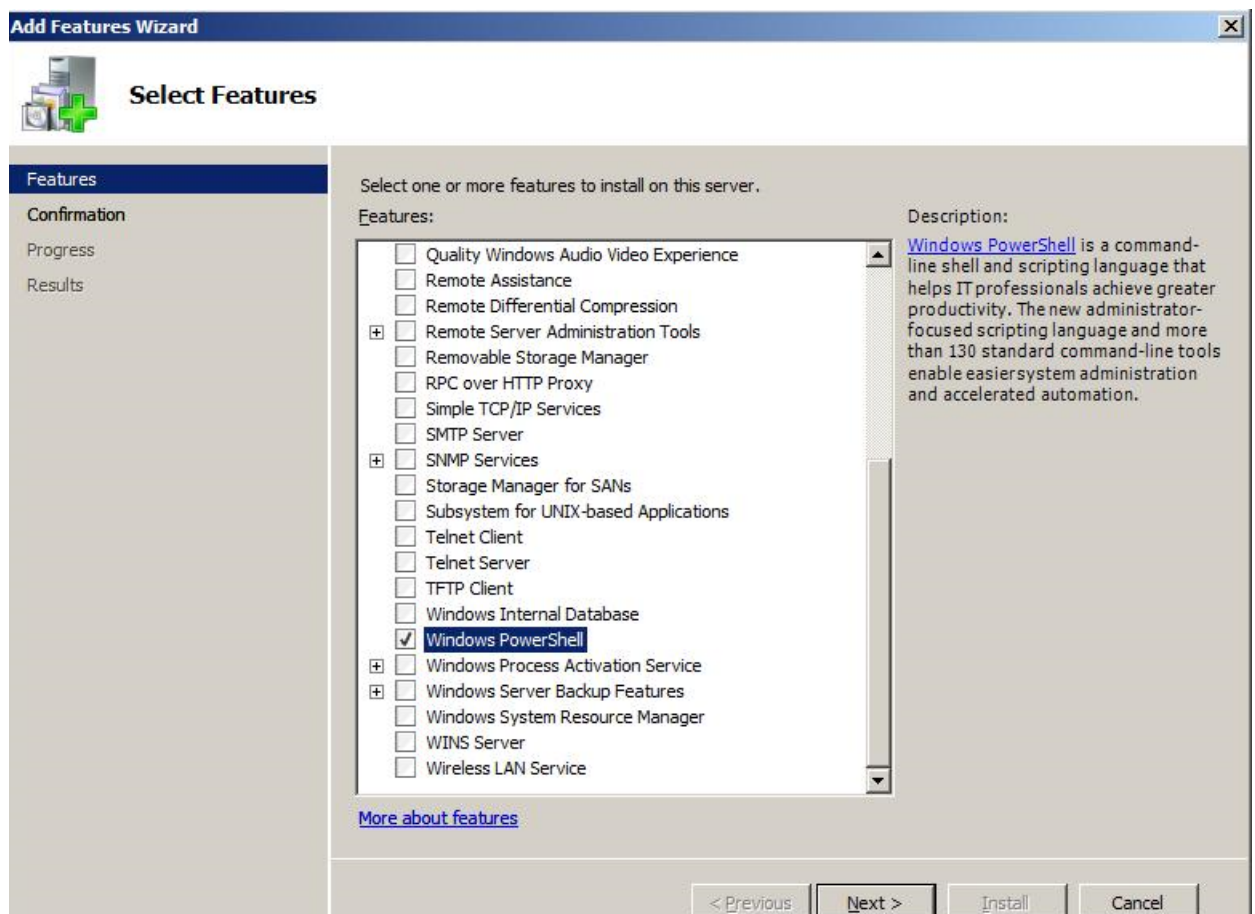 Add Features Wizard
Select Features
Features
Confirmation
Progress
Results
Select one or more features to install on this server.
Features:
Quality Windows Audio Video Experience
Remote Assistance
Remote Differential Compression
Remote Server Administration Tools
Removable Storage Manager
RPC over HTTP Proxy
Simple TCP/IP Services
SMTP Server
SNMP Services
Storage Manager for SANs
Subsystem for UNIX-based Applications
Telnet Client
Telnet Server
TFTP Client
Windows Internal Database
Windows PowerShell
Windows Process Activation Service
Windows Server Backup Features
Windows System Resource Manager
WINS Server
Wireless LAN Service
More about features
Description:
Windows PowerShell is a command-
line shell and scripting language that
helps IT professionals achieve greater
productivity. The new administrator-
focused scripting language and more
than 130 standard command-line tools
enable easiersystem administration
and accelerated automation.
< Previous
Next >
Install
Cancel